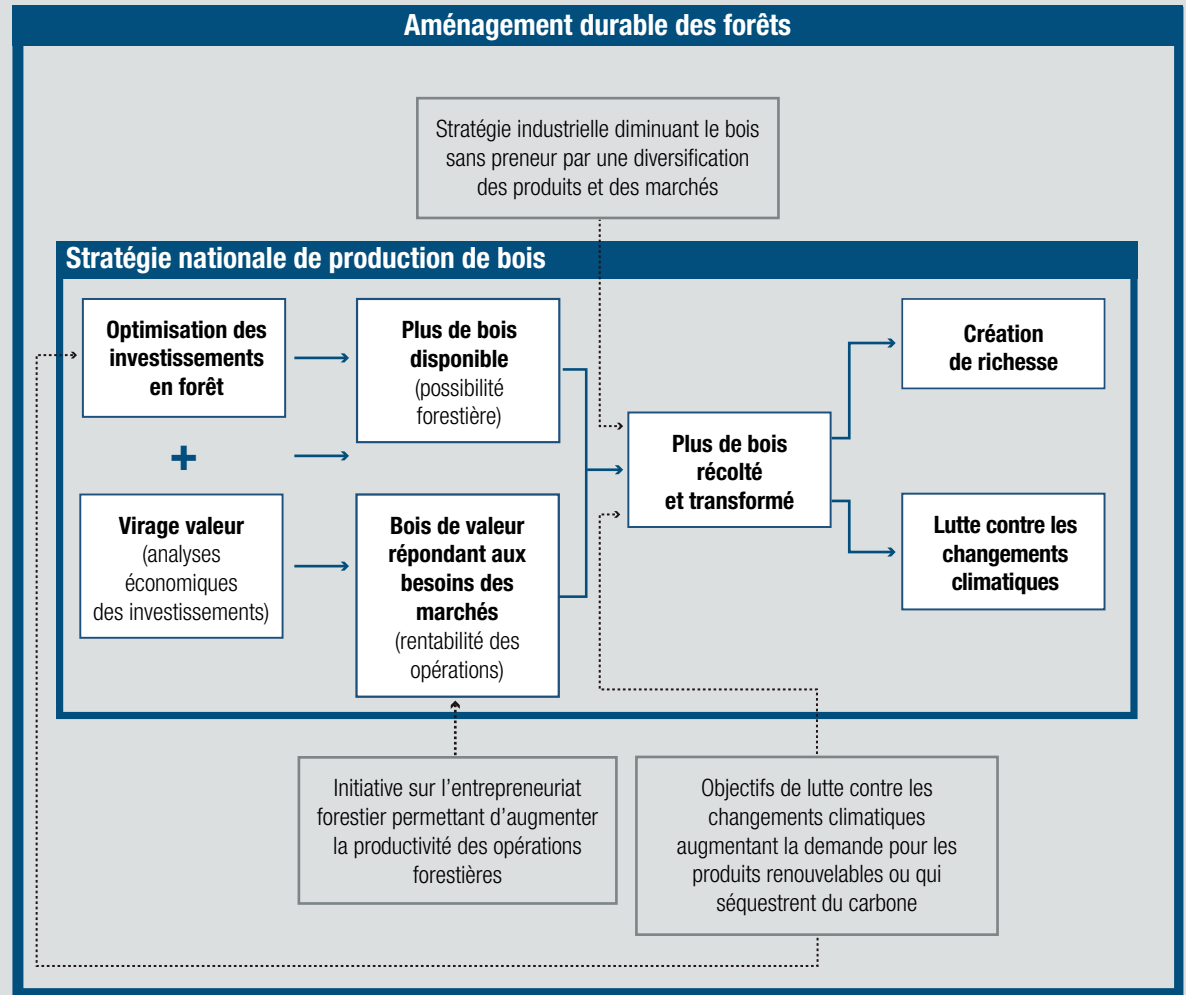 Aménagement durable des forêts
Stratégie industrielle diminuant le bois
sans preneur par une diversification
des produits et des marchés
Stratégie nationale de production de bois
Optimisation des
investissements
en forêt
+
Virage valeur
(analyses
économiques
des investissements)
Plus de bois
disponible
(possibilité
forestière)
Bois de valeur
répondant aux
besoins des
marchés
(rentabilité des
opérations)
Plus de bois
récolté
et transformé
Création
de richesse
Lutte contre les
changements
climatiques
Initiative sur l'entrepreneuriat
forestier permettant d'augmenter
la productivité des opérations
forestières
Objectifs de lutte contre les
changements climatiques
augmentant la demande pour les
produits renouvelables ou qui
séquestrent du carbone